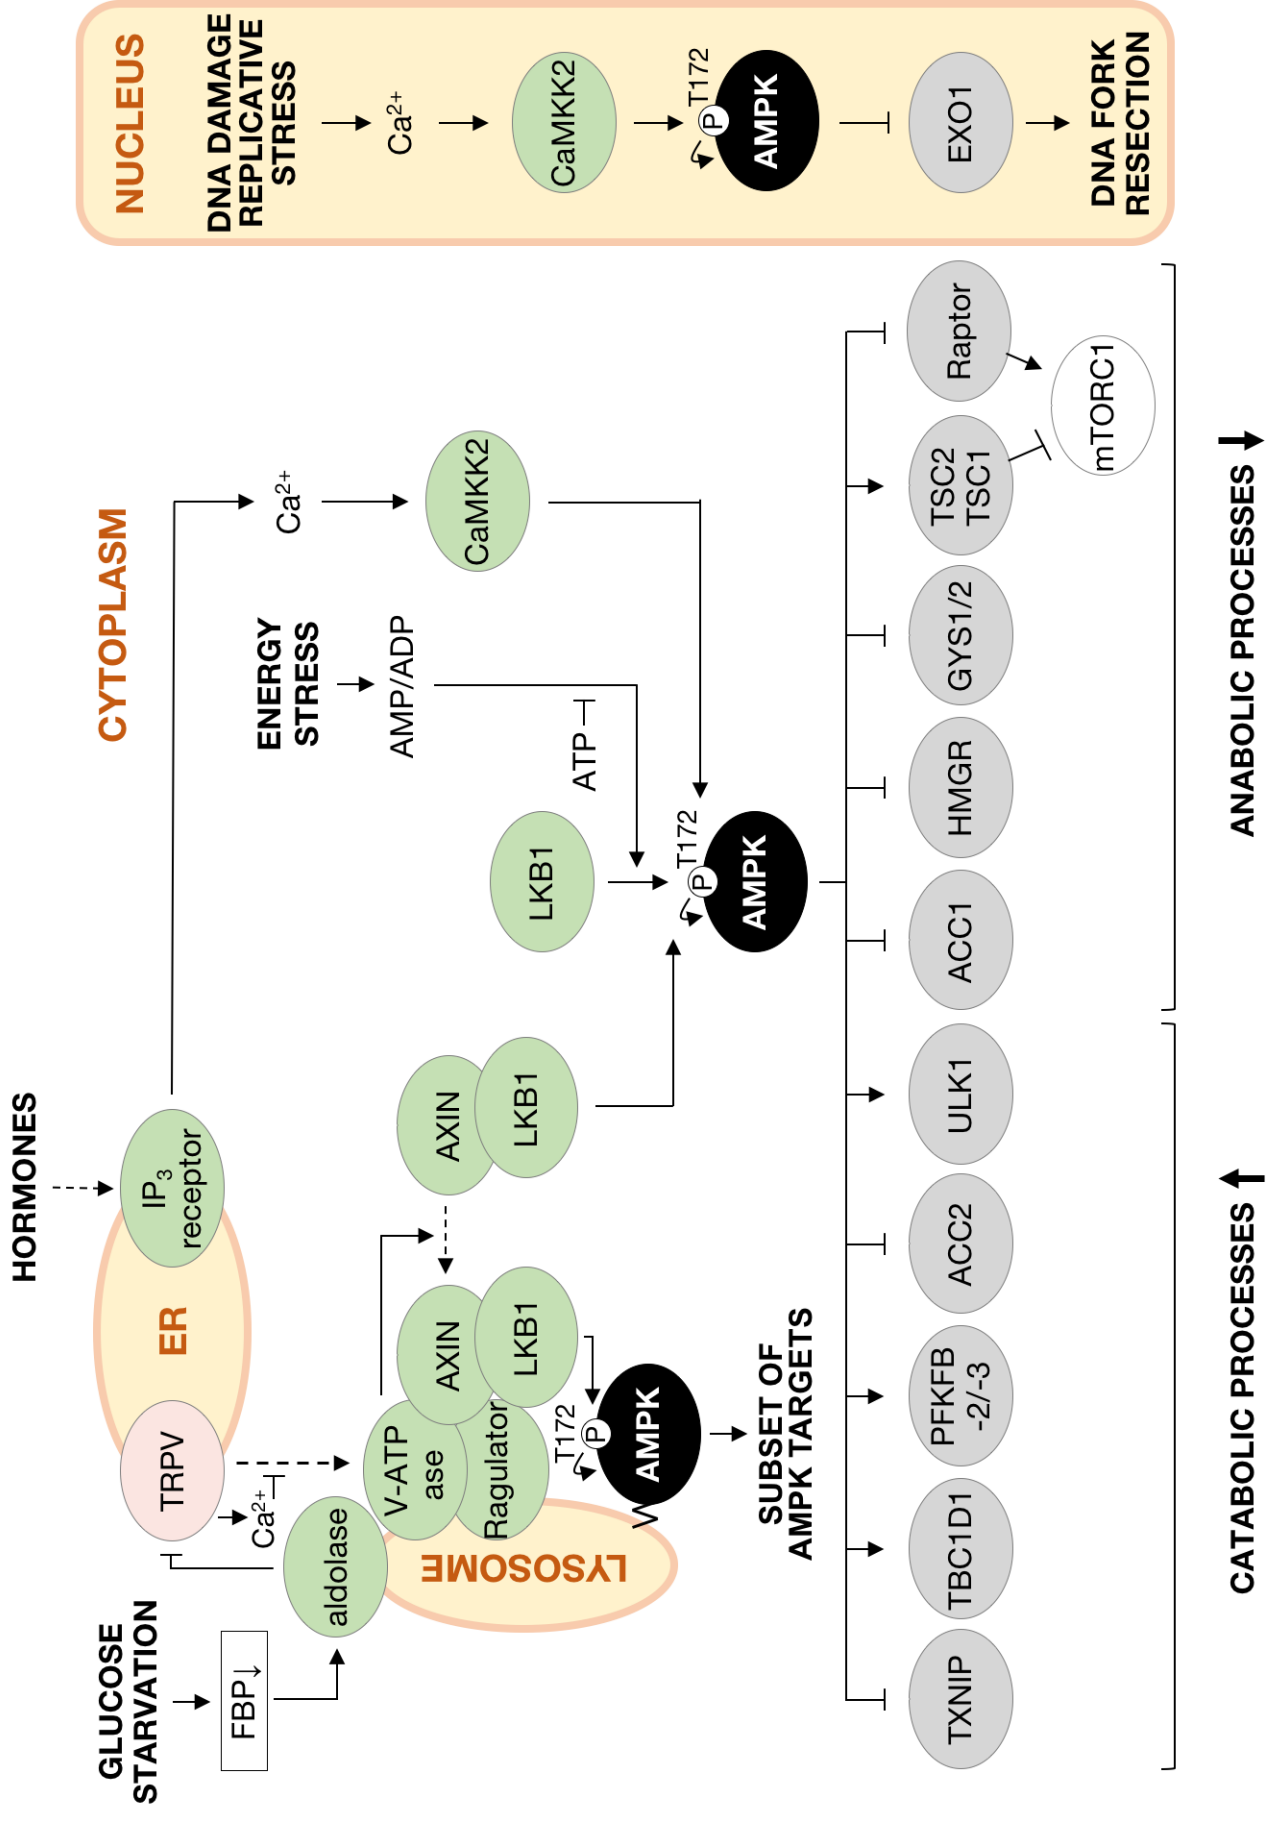 HORMONES
CYTOPLASM
NUCLEUS
GLUCOSE
STARVATION
FBP↓
TRPV
ER
IP3
receptor
Ca2+
aldolase
LYSOSOME
V-ATP
ase
Ragulator
AXIN
LKB1
T172
P
AMPK
SUBSET OF
AMPK TARGETS
AXIN
LKB1
ENERGY
STRESS
AMP/ADP
ATP
LKB1
Ca2+
CaMKK2
T172
P
AMPK
TXNIP
TBC1D1
PFKFB
-2/-3
ACC2
ULK1
ACC1
HMGR
GYS1/2
TSC2
TSC1
Raptor
mTORC1
CATABOLIC PROCESSES
ANABOLIC PROCESSES
DNA DAMAGE
REPLICATIVE
STRESS
Ca2+
CaMKK2
T172
P
AMPK
EXO1
DNA FORK
RESECTION